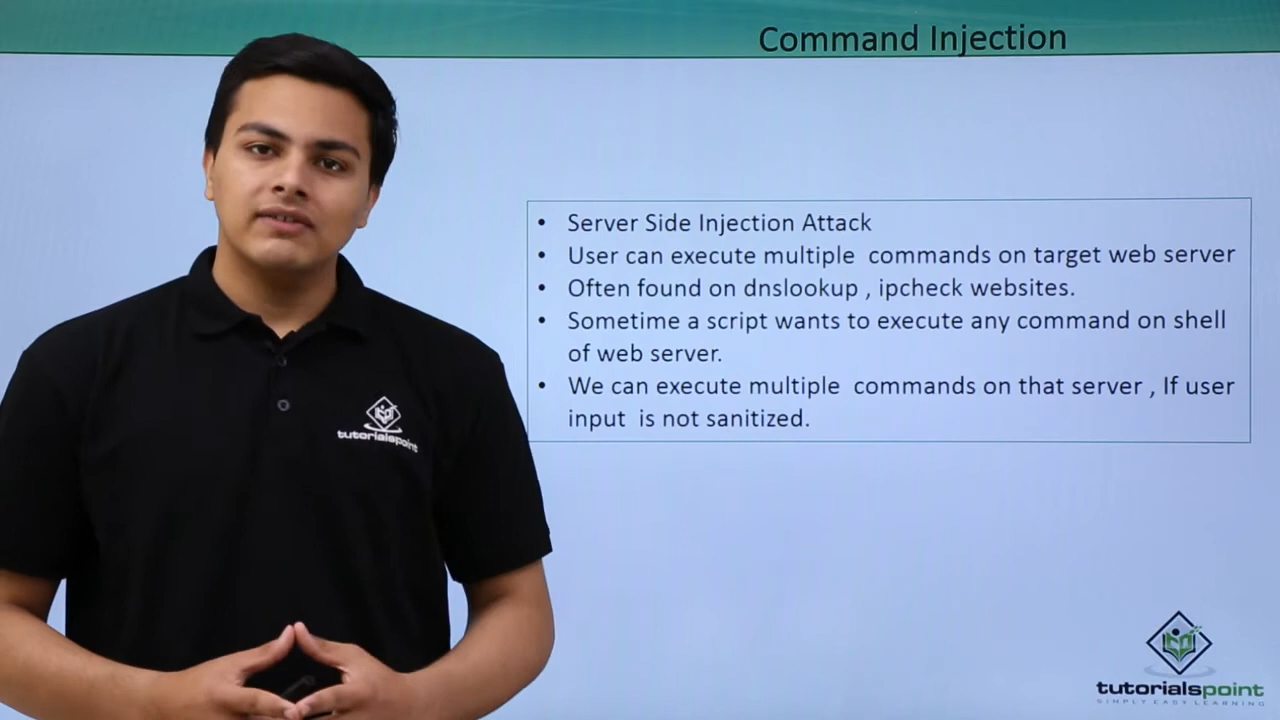 Command Injection
• Server Side Injection Attack
• User can execute multiple commands on target web server
• Often found on dnslookup , ipcheck websites.
• Sometime a script wants to execute any command on shell
of web server.
• We can execute multiple commands on that server , If user
input is not sanitized.
tutorialspoint
tutorialspoint
SIMPLY EASY LEARNING